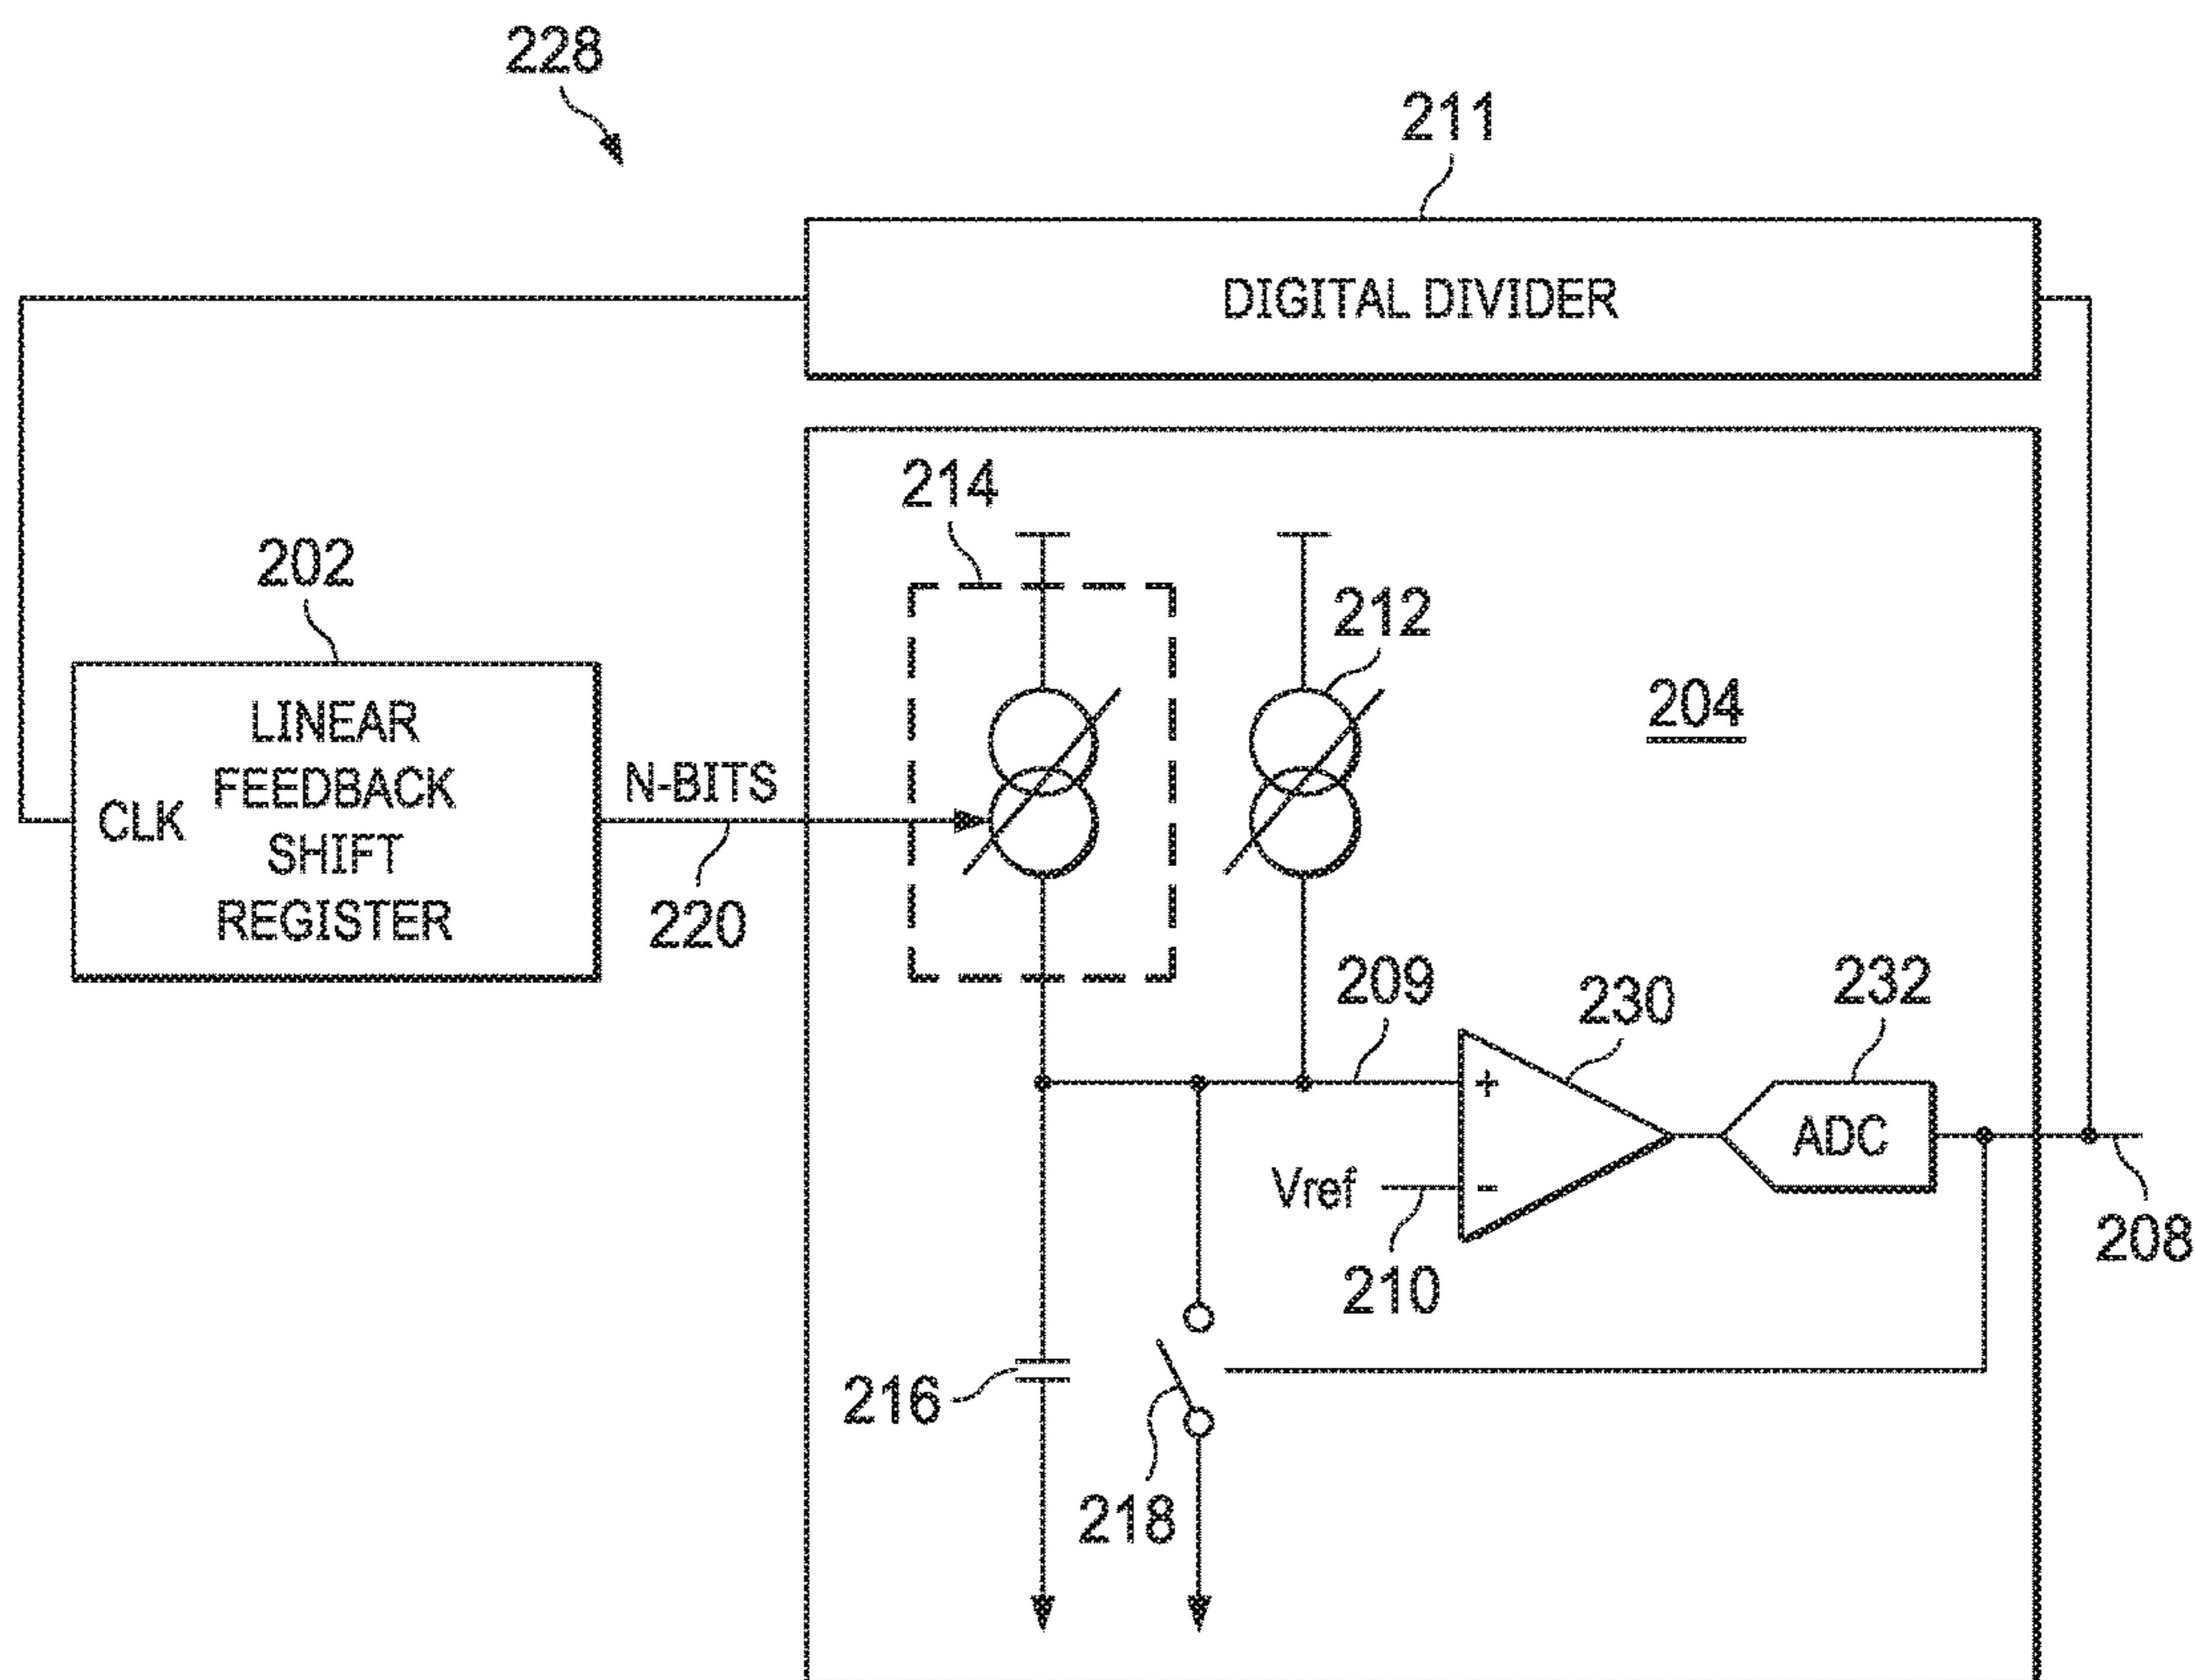 228
211
DIGITAL DIVIDER
214
212
204
202
LINEAR
FEEDBACK
SHIFT
REGISTER
CLK
N-BITS
220
209
230
232
+
-
ADC
Vref
210
208
216
218